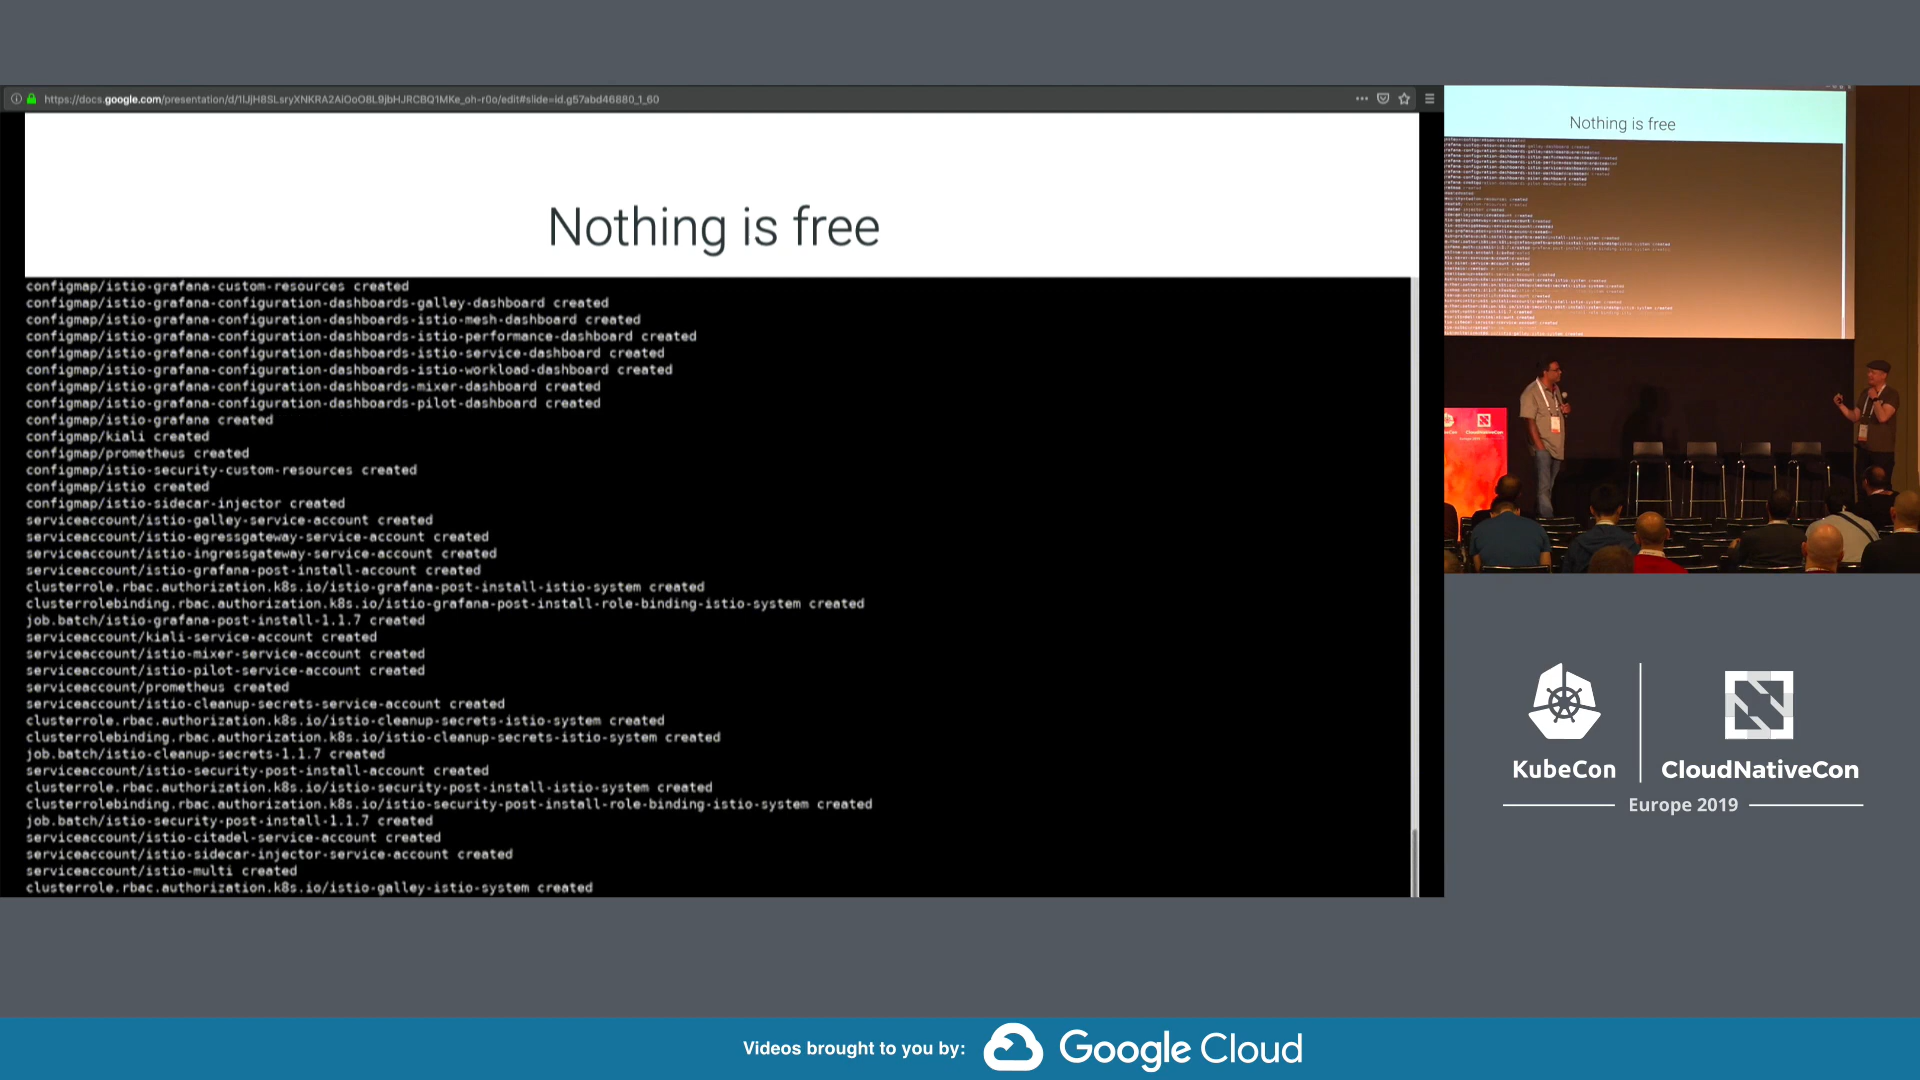 https://docs.google.com/presentation/d/1IJjH8SLsryXNKRA2AiOoO8L9jbHJRCBQ1MKe_oh-r0o/edit#slide=id.g57abd46880_1_60
Nothing is free
configmap/istio-grafana-custom-resources created
configmap/istio-grafana-configuration-dashboards-galley-dashboard created
configmap/istio-grafana-configuration-dashboards-istio-mesh-dashboard created
configmap/istio-grafana-configuration-dashboards-istio-performance-dashboard created
configmap/istio-grafana-configuration-dashboards-istio-service-dashboard created
configmap/istio-grafana-configuration-dashboards-istio-workload-dashboard created
configmap/istio-grafana-configuration-dashboards-mixer-dashboard created
configmap/istio-grafana-configuration-dashboards-pilot-dashboard created
configmap/istio-grafana created
configmap/kiali created
configmap/prometheus created
configmap/istio-security-custom-resources created
configmap/istio created
configmap/istio-sidecar-injector created
serviceaccount/istio-galley-service-account created
serviceaccount/istio-egressgateway-service-account created
serviceaccount/istio-ingressgateway-service-account created
serviceaccount/istio-grafana-post-install-account created
clusterrole.rbac.authorization.k8s.io/istio-grafana-post-install-istio-system created
clusterrolebinding.rbac.authorization.k8s.io/istio-grafana-post-install-role-binding-istio-system created
job.batch/istio-grafana-post-install-1.1.7 created
serviceaccount/kiali-service-account created
serviceaccount/istio-mixer-service-account created
serviceaccount/istio-pilot-service-account created
serviceaccount/prometheus created
serviceaccount/istio-cleanup-secrets-service-account created
clusterrole.rbac.authorization.k8s.io/istio-cleanup-secrets-istio-system created
clusterrolebinding.rbac.authorization.k8s.io/istio-cleanup-secrets-istio-system created
job.batch/istio-cleanup-secrets-1.1.7 created
serviceaccount/istio-security-post-install-account created
clusterrole.rbac.authorization.k8s.io/istio-security-post-install-istio-system created
clusterrolebinding.rbac.authorization.k8s.io/istio-security-post-install-role-binding-istio-system created
job.batch/istio-security-post-install-1.1.7 created
serviceaccount/istio-citadel-service-account created
serviceaccount/istio-sidecar-injector-service-account created
serviceaccount/istio-multi created
clusterrole.rbac.authorization.k8s.io/istio-galley-istio-system created
Nothing is free
KubeCon
CloudNativeCon
Europe 2019
Videos brought to you by:
Google Cloud